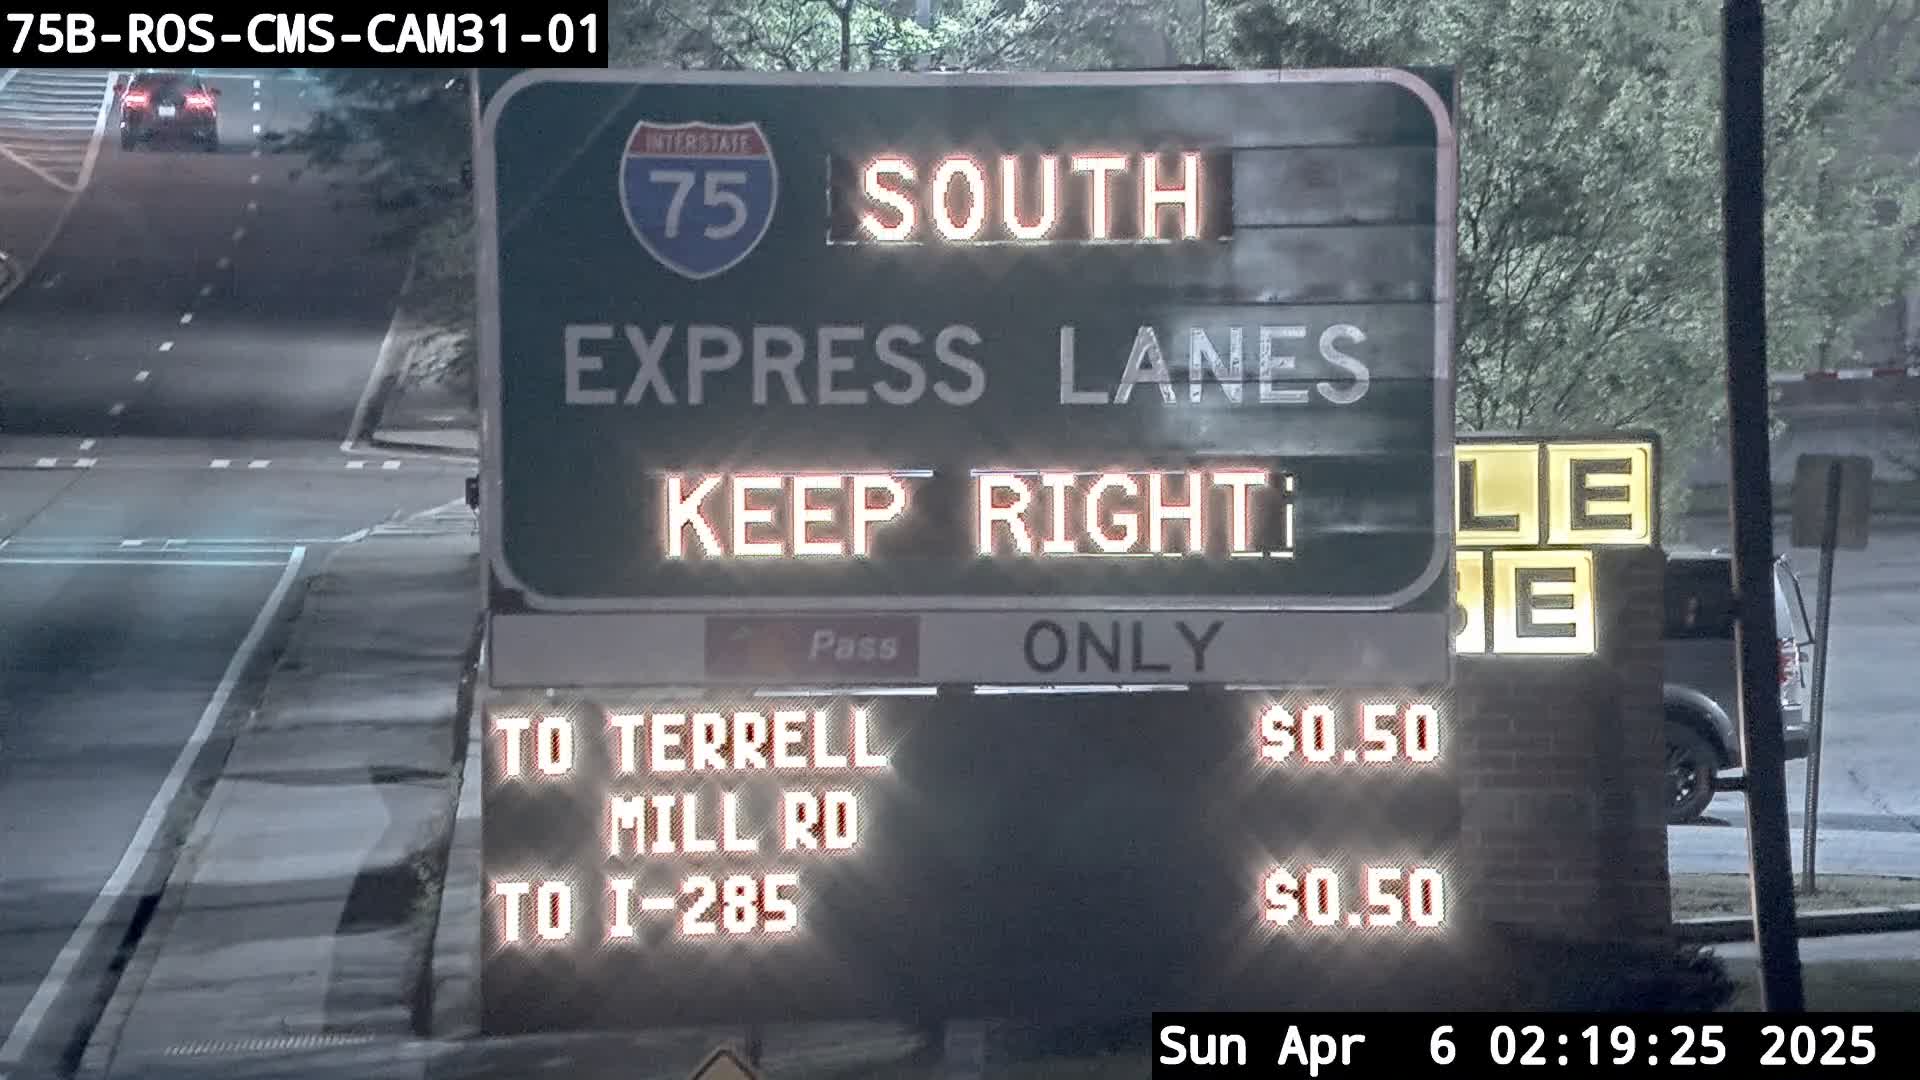 75B-ROS-CMS-CAM31-01
INTERSTATE
75
SOUTH
EXPRESS LANES
KEEP RIGHT
Pass ONLY
LE
E
TO TERRELL $0.50
MILL RD
TO I-285 $0.50
Sun Apr 6 02:19:25 2025